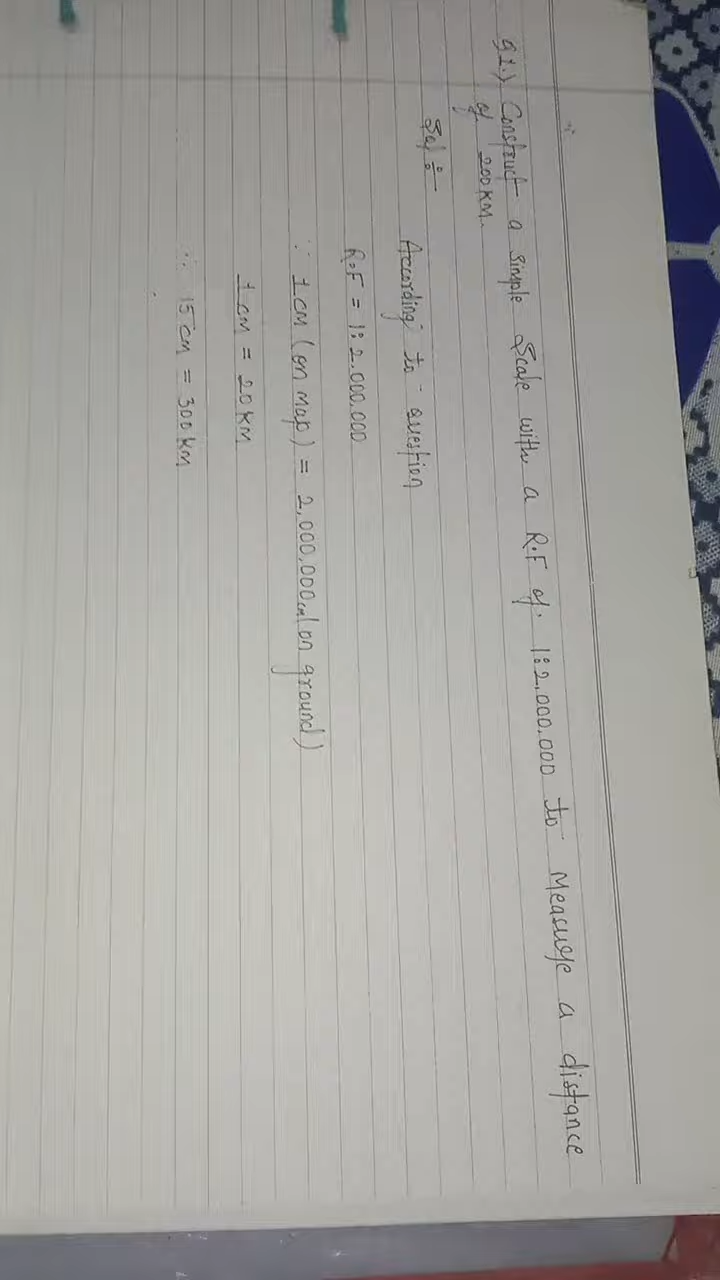 Q1.) Construct a simple Scale with a R.F of. 1:2,000,000 to Measure a distance
of 200 KM.
Sol ÷
According to question
R.F = 1:2.000.000
∵ 1 CM (on Map) = 2,000,000 cm (on ground)
1 CM = 20 KM
∴ 15 CM = 300 KM